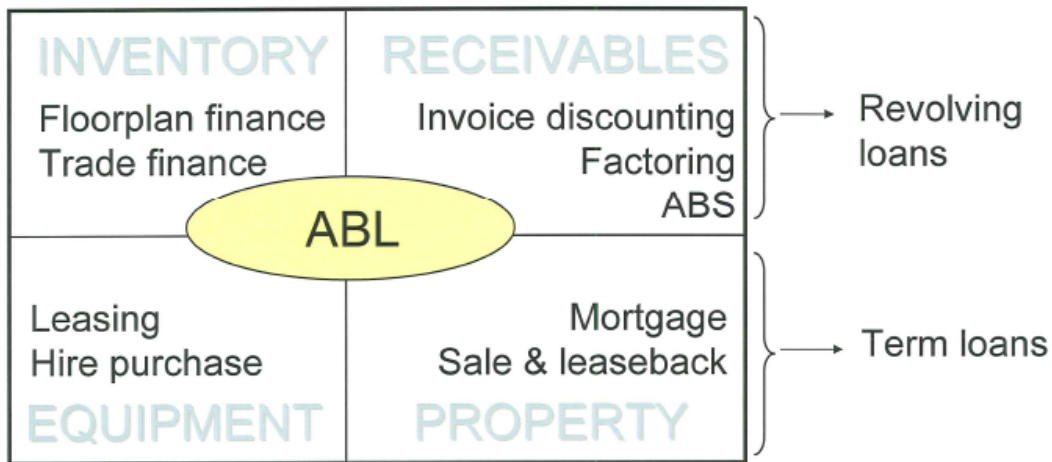 INVENTORY
Floorplan finance
Trade finance
RECEIVABLES
Invoice discounting
Factoring
ABS
Revolving
loans
ABL
Leasing
Hire purchase
EQUIPMENT
Mortgage
Sale & leaseback
PROPERTY
Term loans